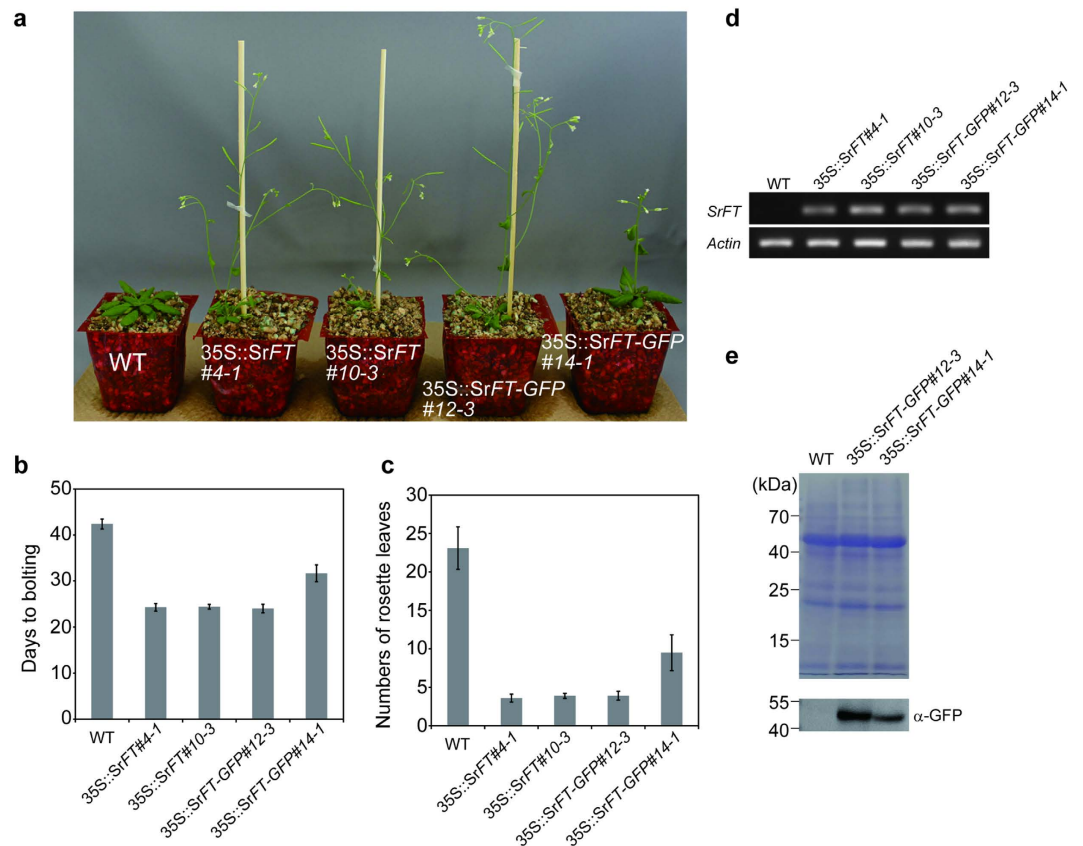 a
WT
35S::SrFT
#4-1
35S::SrFT
#10-3
35S::SrFT-GFP
#12-3
35S::SrFT-GFP
#14-1
b
Days to bolting
50
40
30
20
10
0
WT
35S::SrFT#4-1
35S::SrFT#10-3
35S::SrFT-GFP#12-3
35S::SrFT-GFP#14-1
c
Numbers of rosette leaves
30
25
20
15
10
5
0
WT
35S::SrFT#4-1
35S::SrFT#10-3
35S::SrFT-GFP#12-3
35S::SrFT-GFP#14-1
d
WT
35S::SrFT#4-1
35S::SrFT#10-3
35S::SrFT-GFP#12-3
35S::SrFT-GFP#14-1
SrFT
Actin
e
WT
35S::SrFT-GFP#12-3
35S::SrFT-GFP#14-1
(kDa)
70
40
25
15
55
40
α-GFP